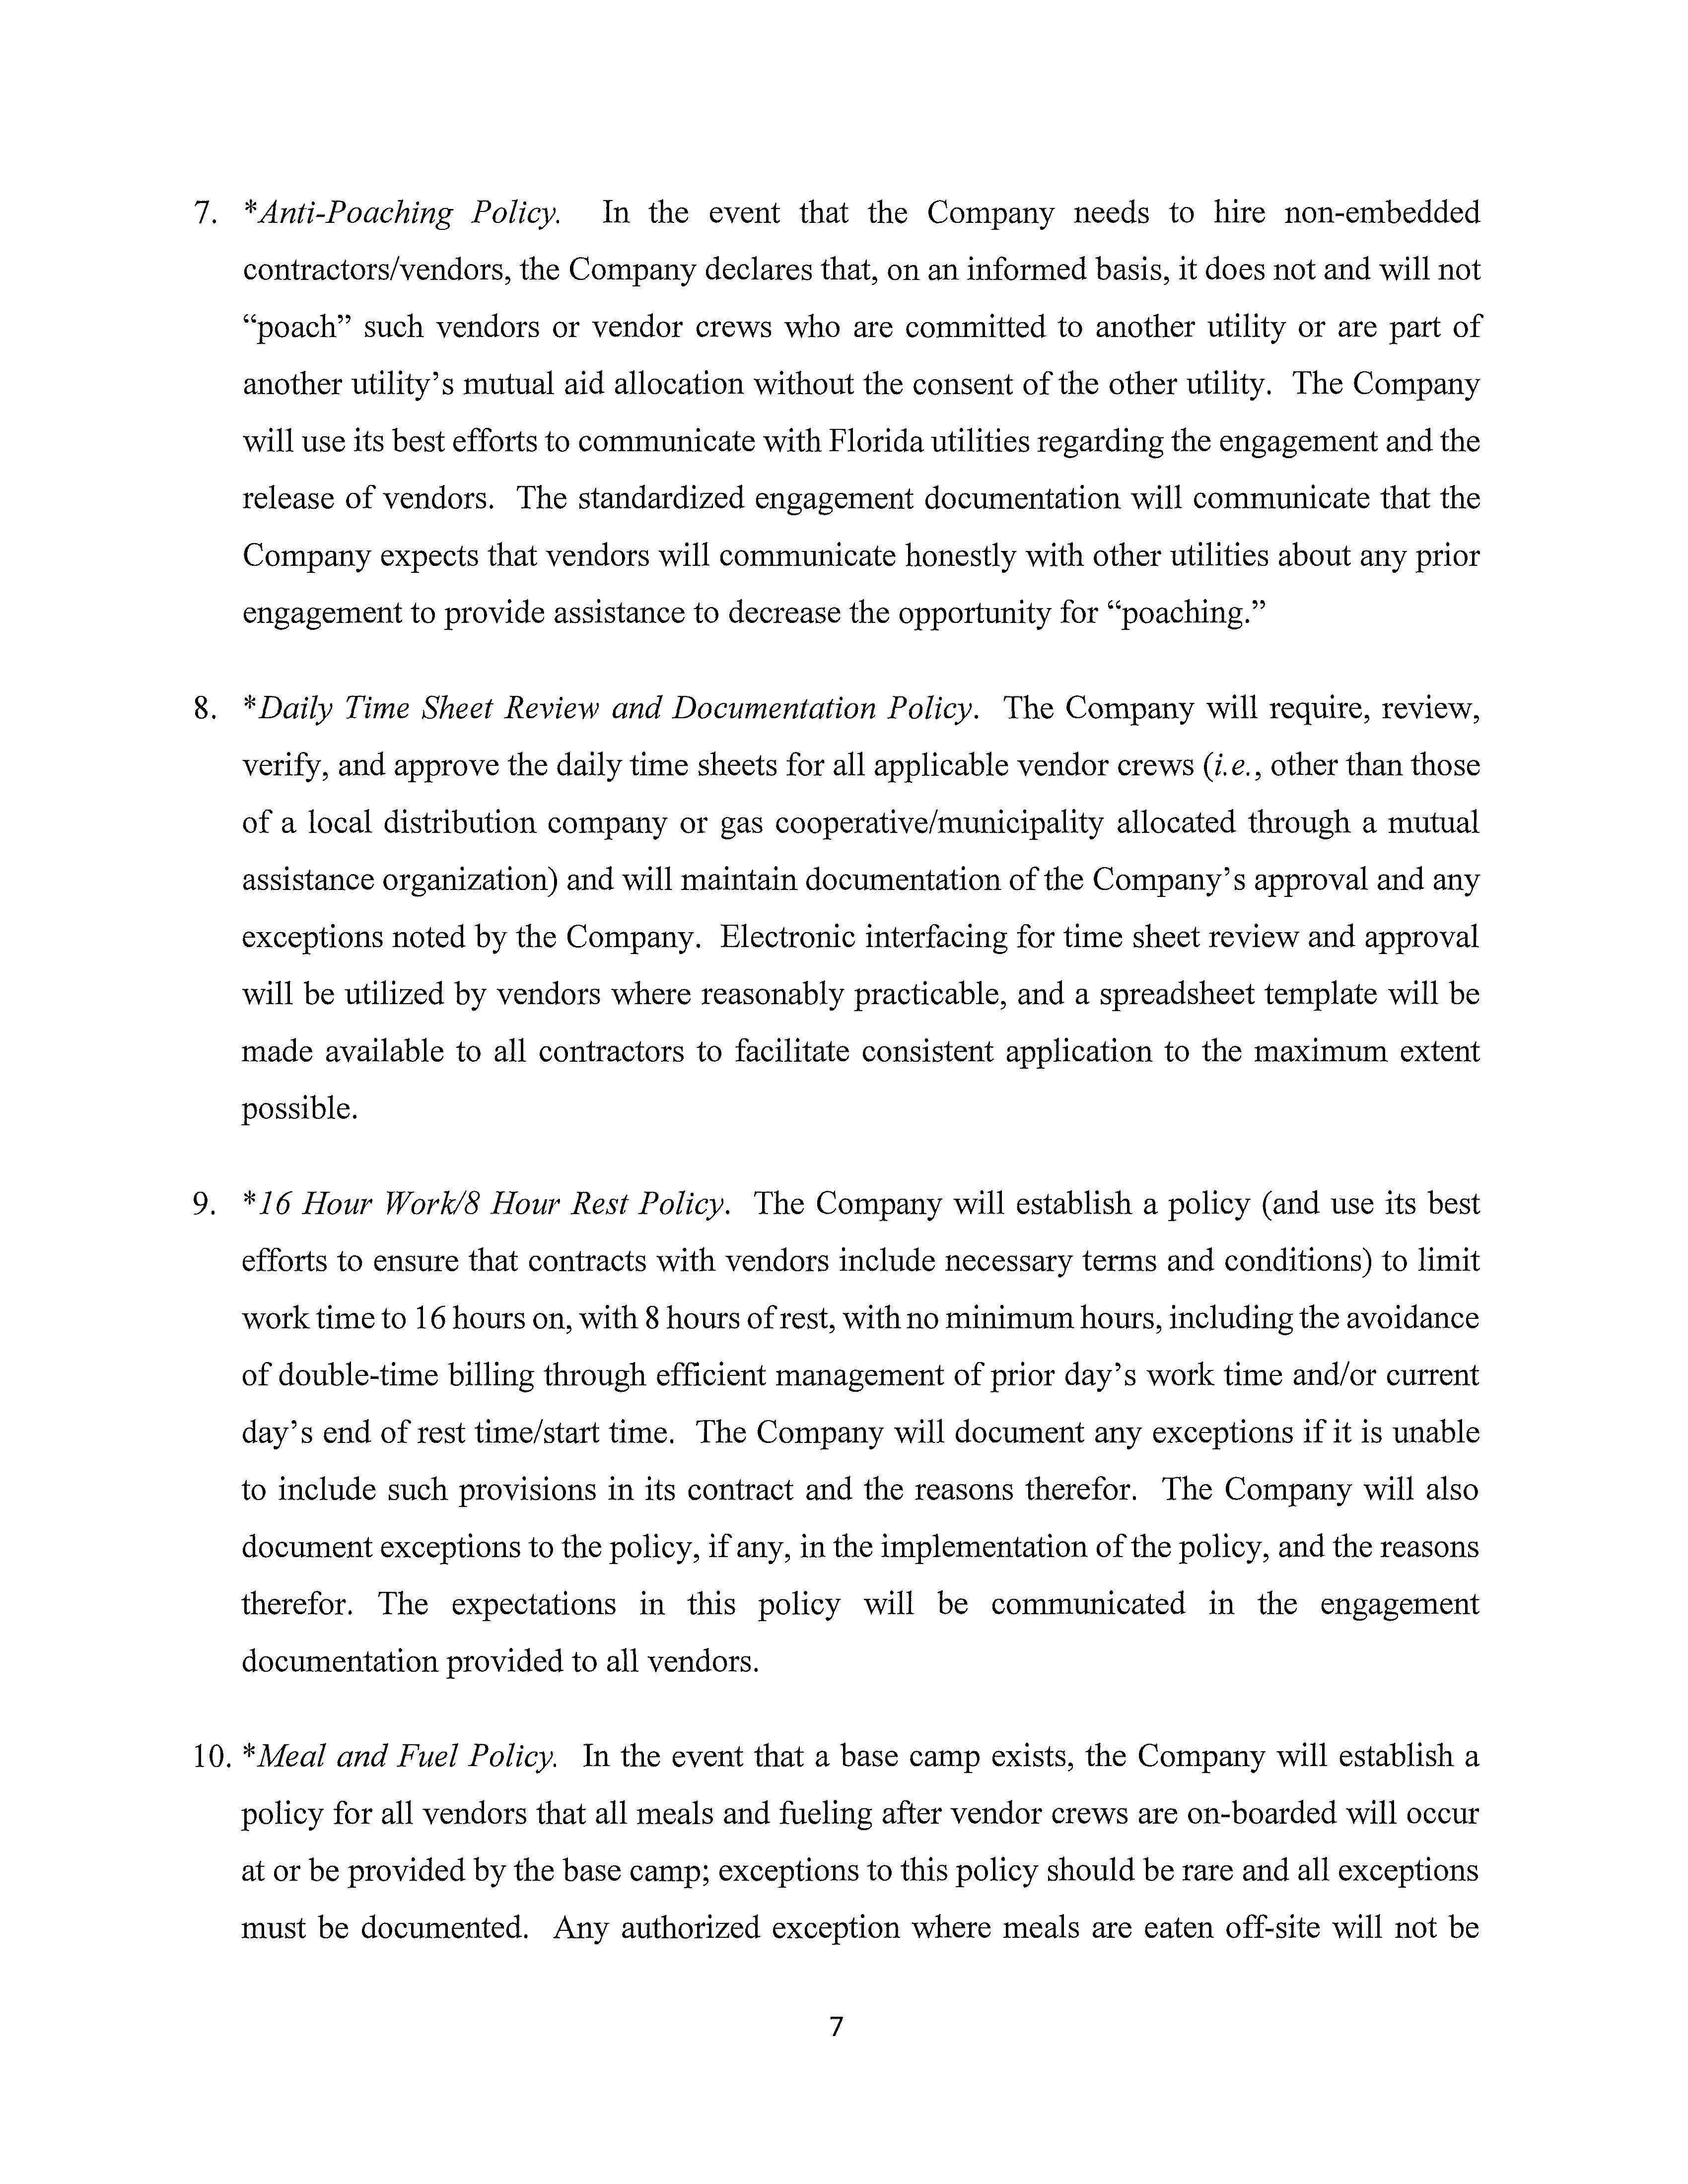 7. *Anti-Poaching Policy. In the event that the Company needs to hire non-embedded
contractors/vendors, the Company declares that, on an informed basis, it does not and will not
“poach” such vendors or vendor crews who are committed to another utility or are part of
another utility’s mutual aid allocation without the consent of the other utility. The Company
will use its best efforts to communicate with Florida utilities regarding the engagement and the
release of vendors. The standardized engagement documentation will communicate that the
Company expects that vendors will communicate honestly with other utilities about any prior
engagement to provide assistance to decrease the opportunity for “poaching.”
8. *Daily Time Sheet Review and Documentation Policy. The Company will require, review,
verify, and approve the daily time sheets for all applicable vendor crews (i.e., other than those
of a local distribution company or gas cooperative/municipality allocated through a mutual
assistance organization) and will maintain documentation of the Company’s approval and any
exceptions noted by the Company. Electronic interfacing for time sheet review and approval
will be utilized by vendors where reasonably practicable, and a spreadsheet template will be
made available to all contractors to facilitate consistent application to the maximum extent
possible.
9. *16 Hour Work/8 Hour Rest Policy. The Company will establish a policy (and use its best
efforts to ensure that contracts with vendors include necessary terms and conditions) to limit
work time to 16 hours on, with 8 hours of rest, with no minimum hours, including the avoidance
of double-time billing through efficient management of prior day’s work time and/or current
day’s end of rest time/start time. The Company will document any exceptions if it is unable
to include such provisions in its contract and the reasons therefor. The Company will also
document exceptions to the policy, if any, in the implementation of the policy, and the reasons
therefor. The expectations in this policy will be communicated in the engagement
documentation provided to all vendors.
10. *Meal and Fuel Policy. In the event that a base camp exists, the Company will establish a
policy for all vendors that all meals and fueling after vendor crews are on-boarded will occur
at or be provided by the base camp; exceptions to this policy should be rare and all exceptions
must be documented. Any authorized exception where meals are eaten off-site will not be
7